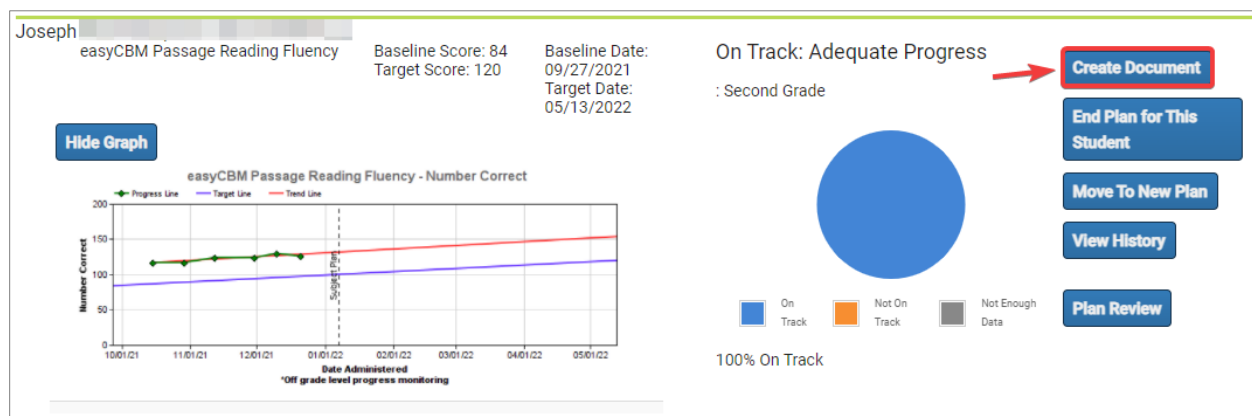 Joseph
easyCBM Passage Reading Fluency
Baseline Score: 84
Target Score: 120
Baseline Date:
09/27/2021
Target Date:
05/13/2022
On Track: Adequate Progress
: Second Grade
Create Document
End Plan for This
Student
Move To New Plan
View History
Plan Review
Hide Graph
easyCBM Passage Reading Fluency - Number Correct
Progress Line
Target Line
Trend Line
Number Correct
200
150
100
50
0
Subject Plan
10/01/21
11/01/21
12/01/21
01/01/22
02/01/22
03/01/22
04/01/22
05/01/22
Date Administered
*Off grade level progress monitoring
On
Track
Not On
Track
Not Enough
Data
100% On Track